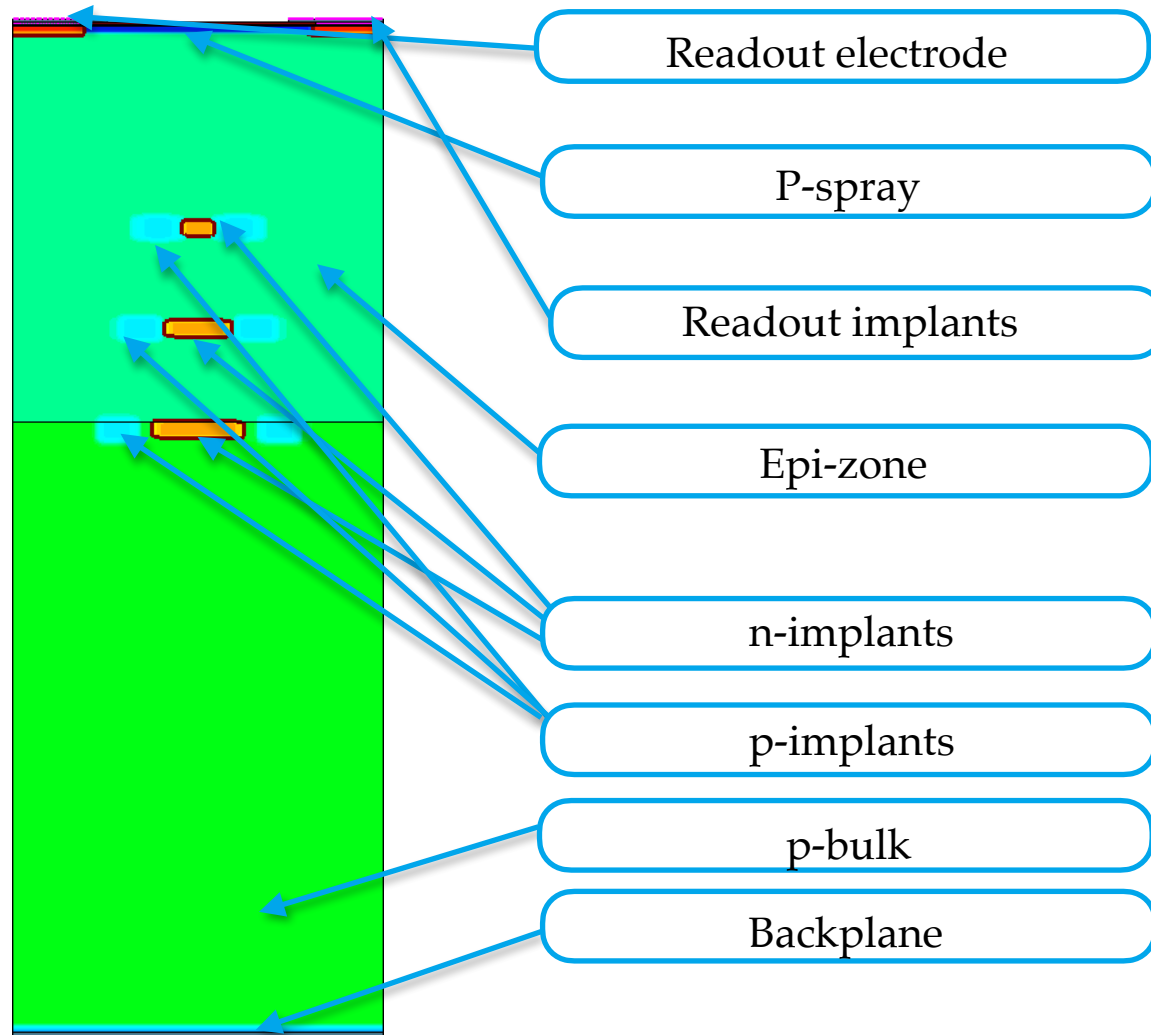 Readout electrode
P-spray
Readout implants
Epi-zone
n-implants
p-implants
p-bulk
Backplane